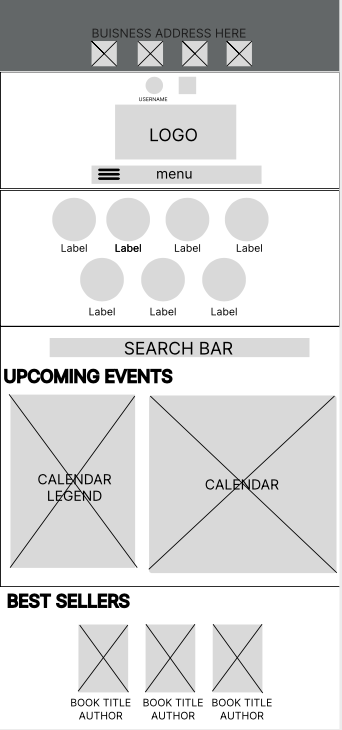 BUISNESS ADDRESS HERE
USERNAME
LOGO
menu
Label Label Label Label
Label Label Label
SEARCH BAR
UPCOMING EVENTS
CALENDAR
LEGEND
CALENDAR
BEST SELLERS
BOOK TITLE BOOK TITLE BOOK TITLE
AUTHOR AUTHOR AUTHOR